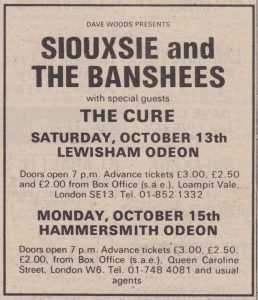 DAVE WOODS PRESENTS
SIOUXSIE and
THE BANSHEES
with special guests
THE CURE
SATURDAY, OCTOBER 13th
LEWISHAM ODEON
Doors open 7 p.m. Advance tickets £3.00, £2.50
and £2.00 from Box Office (s.a.e.), Loampit Vale,
London SE13. Tel. 01-852 1332
MONDAY, OCTOBER 15th
HAMMERSMITH ODEON
Doors open 7 p.m. Advance tickets £3.00, £2.50,
£2.00, from Box Office (s.a.e.), Queen Caroline
Street, London W6. Tel. 01-748 4081 and usual
agents